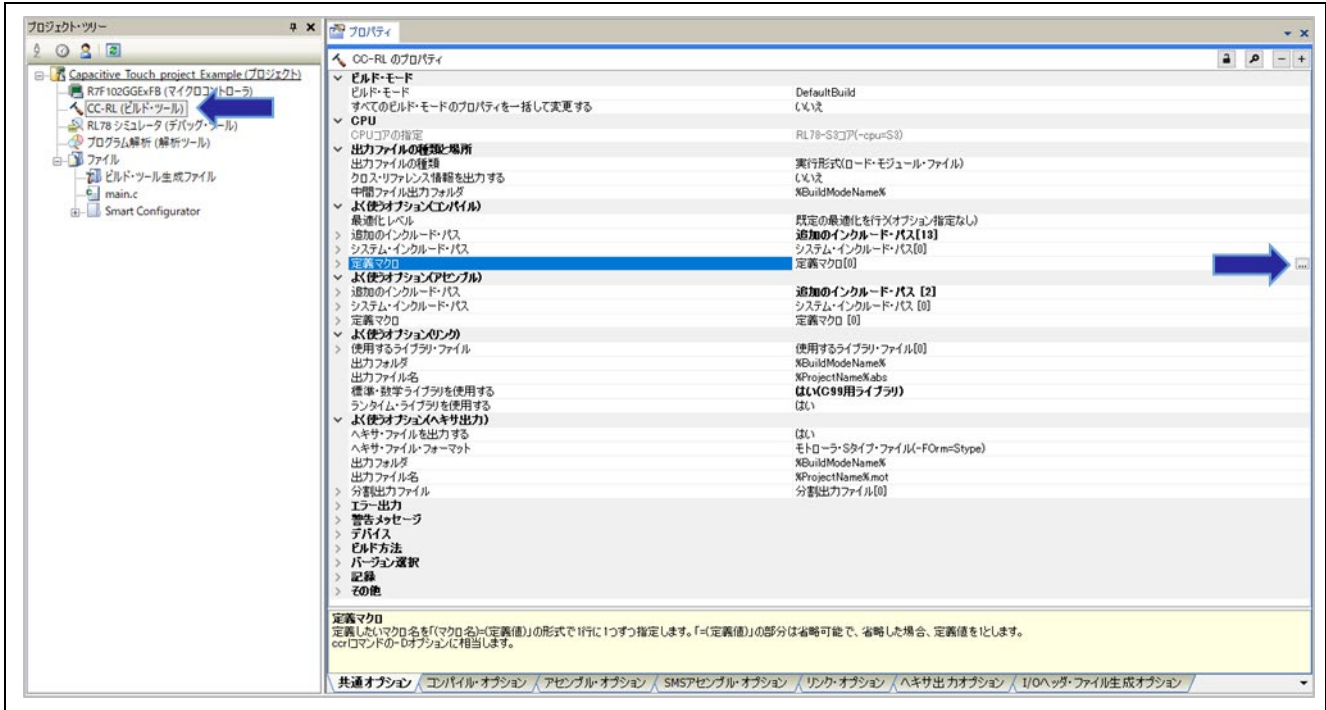 プロジェクト・ツリー
Capacitive_Touch_project_Example (プロジェクト)
R7F102GGExFB (マイクロコントローラ)
CC-RL (ビルド・ツール)
RL78 シミュレータ (デバッグ・ツール)
プログラム解析 (解析ツール)
ファイル
ビルド・ツール生成ファイル
main.c
Smart Configurator
プロパティ
CC-RL のプロパティ
ビルド・モード
ビルド・モード DefaultBuild
すべてのビルド・モードのプロパティを一括して変更する いいえ
CPU
CPUコアの指定 RL78-S3コア(-cpu=S3)
出力ファイルの種類と場所
出力ファイルの種類 実行形式(ロード・モジュール・ファイル)
クロス・リファレンス情報を出力する いいえ
中間ファイル出力フォルダ %BuildModeName%
よく使うオプション(コンパイル)
最適化レベル 既定の最適化を行う(オプション指定なし)
追加のインクルード・パス 追加のインクルード・パス[13]
システム・インクルード・パス システム・インクルード・パス[0]
定義マクロ 定義マクロ[0] ...
よく使うオプション(アセンブル)
追加のインクルード・パス 追加のインクルード・パス [2]
システム・インクルード・パス システム・インクルード・パス [0]
定義マクロ 定義マクロ [0]
よく使うオプション(リンク)
使用するライブラリ・ファイル 使用するライブラリ・ファイル[0]
出力フォルダ %BuildModeName%
出力ファイル名 %ProjectName%.abs
標準・数学ライブラリを使用する はい(C99用ライブラリ)
ランタイム・ライブラリを使用する はい
よく使うオプション(ヘキサ出力)
ヘキサ・ファイルを出力する はい
ヘキサ・ファイル・フォーマット モトローラ・Sタイプ・ファイル(-FOrm=Stype)
出力フォルダ %BuildModeName%
出力ファイル名 %ProjectName%.mot
分割出力ファイル 分割出力ファイル[0]
エラー出力
警告メッセージ
デバイス
ビルド方法
バージョン選択
記録
その他
定義マクロ
定義したいマクロ名を「(マクロ名)=(定義値)」の形式で1行に1つずつ指定します。「=(定義値)」の部分は省略可能で、省略した場合、定義値を1とします。
ccrlコマンドの-Dオプションに相当します。
共通オプション コンパイル・オプション アセンブル・オプション SMSアセンブル・オプション リンク・オプション ヘキサ出力オプション I/Oヘッダ・ファイル生成オプション